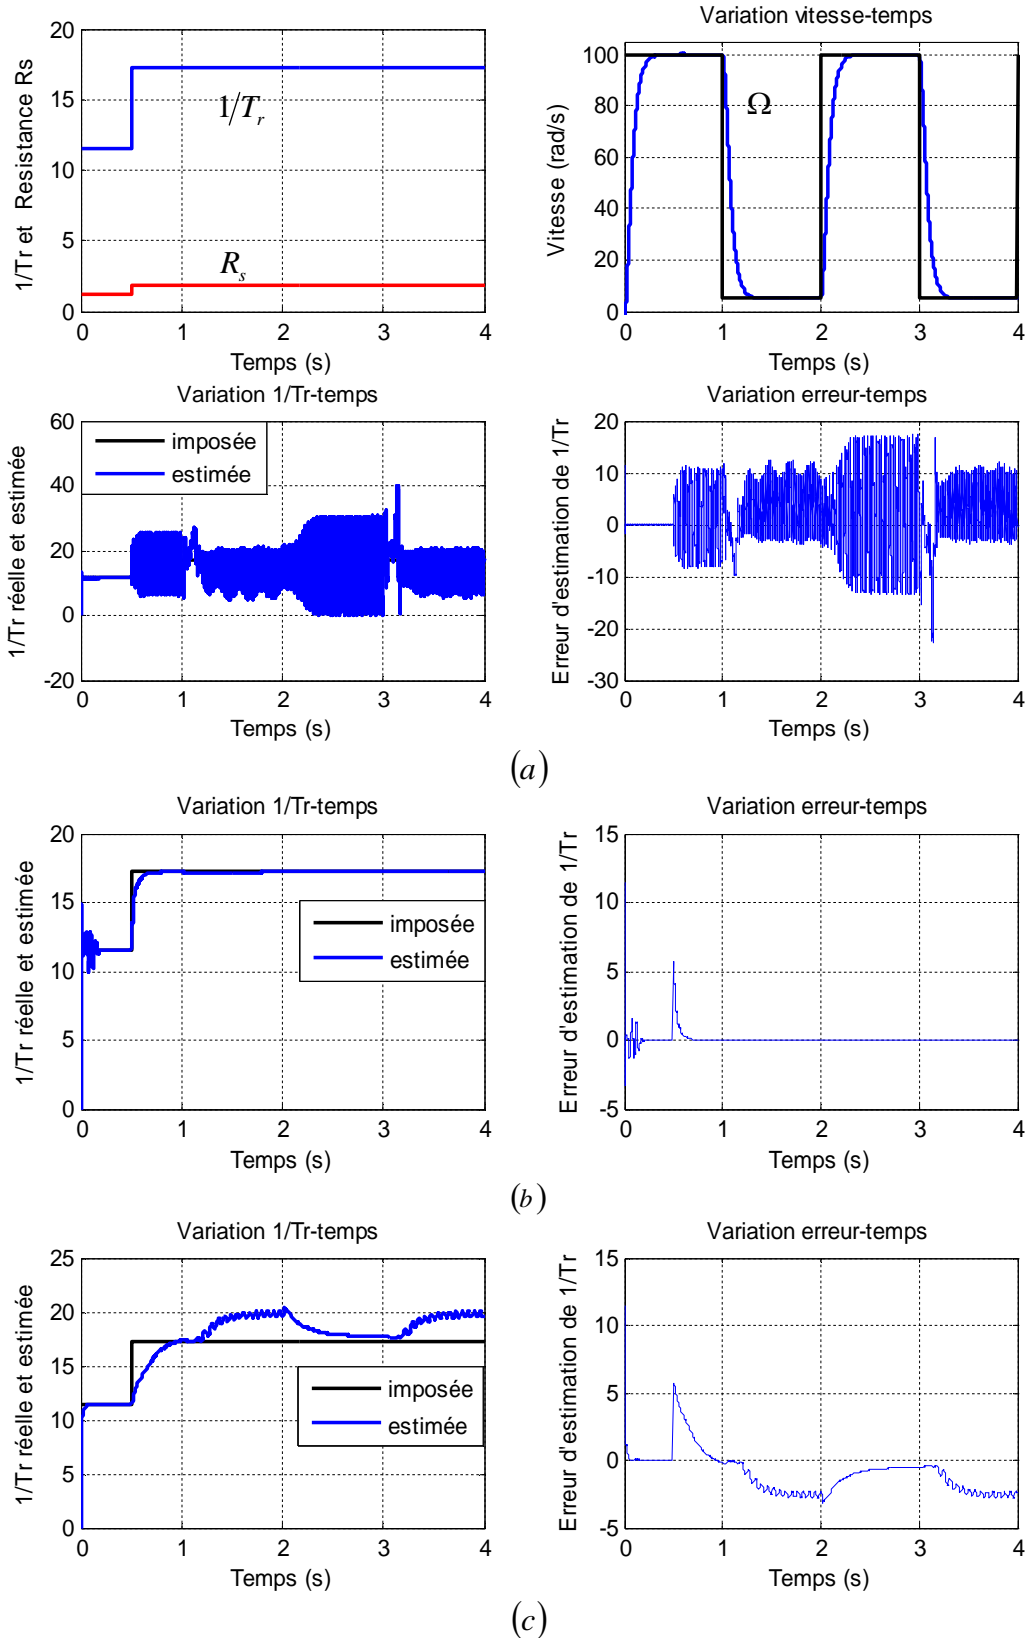 Variation vitesse-temps
1/Tr et Resistance Rs
20
15
10
5
0
1/T_r
R_s
0 1 2 3 4
Temps (s)
Vitesse (rad/s)
100
80
60
40
20
0
Ω
0 1 2 3 4
Temps (s)
Variation 1/Tr-temps
1/Tr réelle et estimée
60
40
20
0
-20
imposée
estimée
0 1 2 3 4
Temps (s)
Variation erreur-temps
Erreur d'estimation de 1/Tr
20
10
0
-10
-20
-30
0 1 2 3 4
Temps (s)
(a)
Variation 1/Tr-temps
1/Tr réelle et estimée
20
15
10
5
0
imposée
estimée
0 1 2 3 4
Temps (s)
Variation erreur-temps
Erreur d'estimation de 1/Tr
15
10
5
0
-5
0 1 2 3 4
Temps (s)
(b)
Variation 1/Tr-temps
1/Tr réelle et estimée
25
20
15
10
5
0
imposée
estimée
0 1 2 3 4
Temps (s)
Variation erreur-temps
Erreur d'estimation de 1/Tr
15
10
5
0
-5
0 1 2 3 4
Temps (s)
(c)